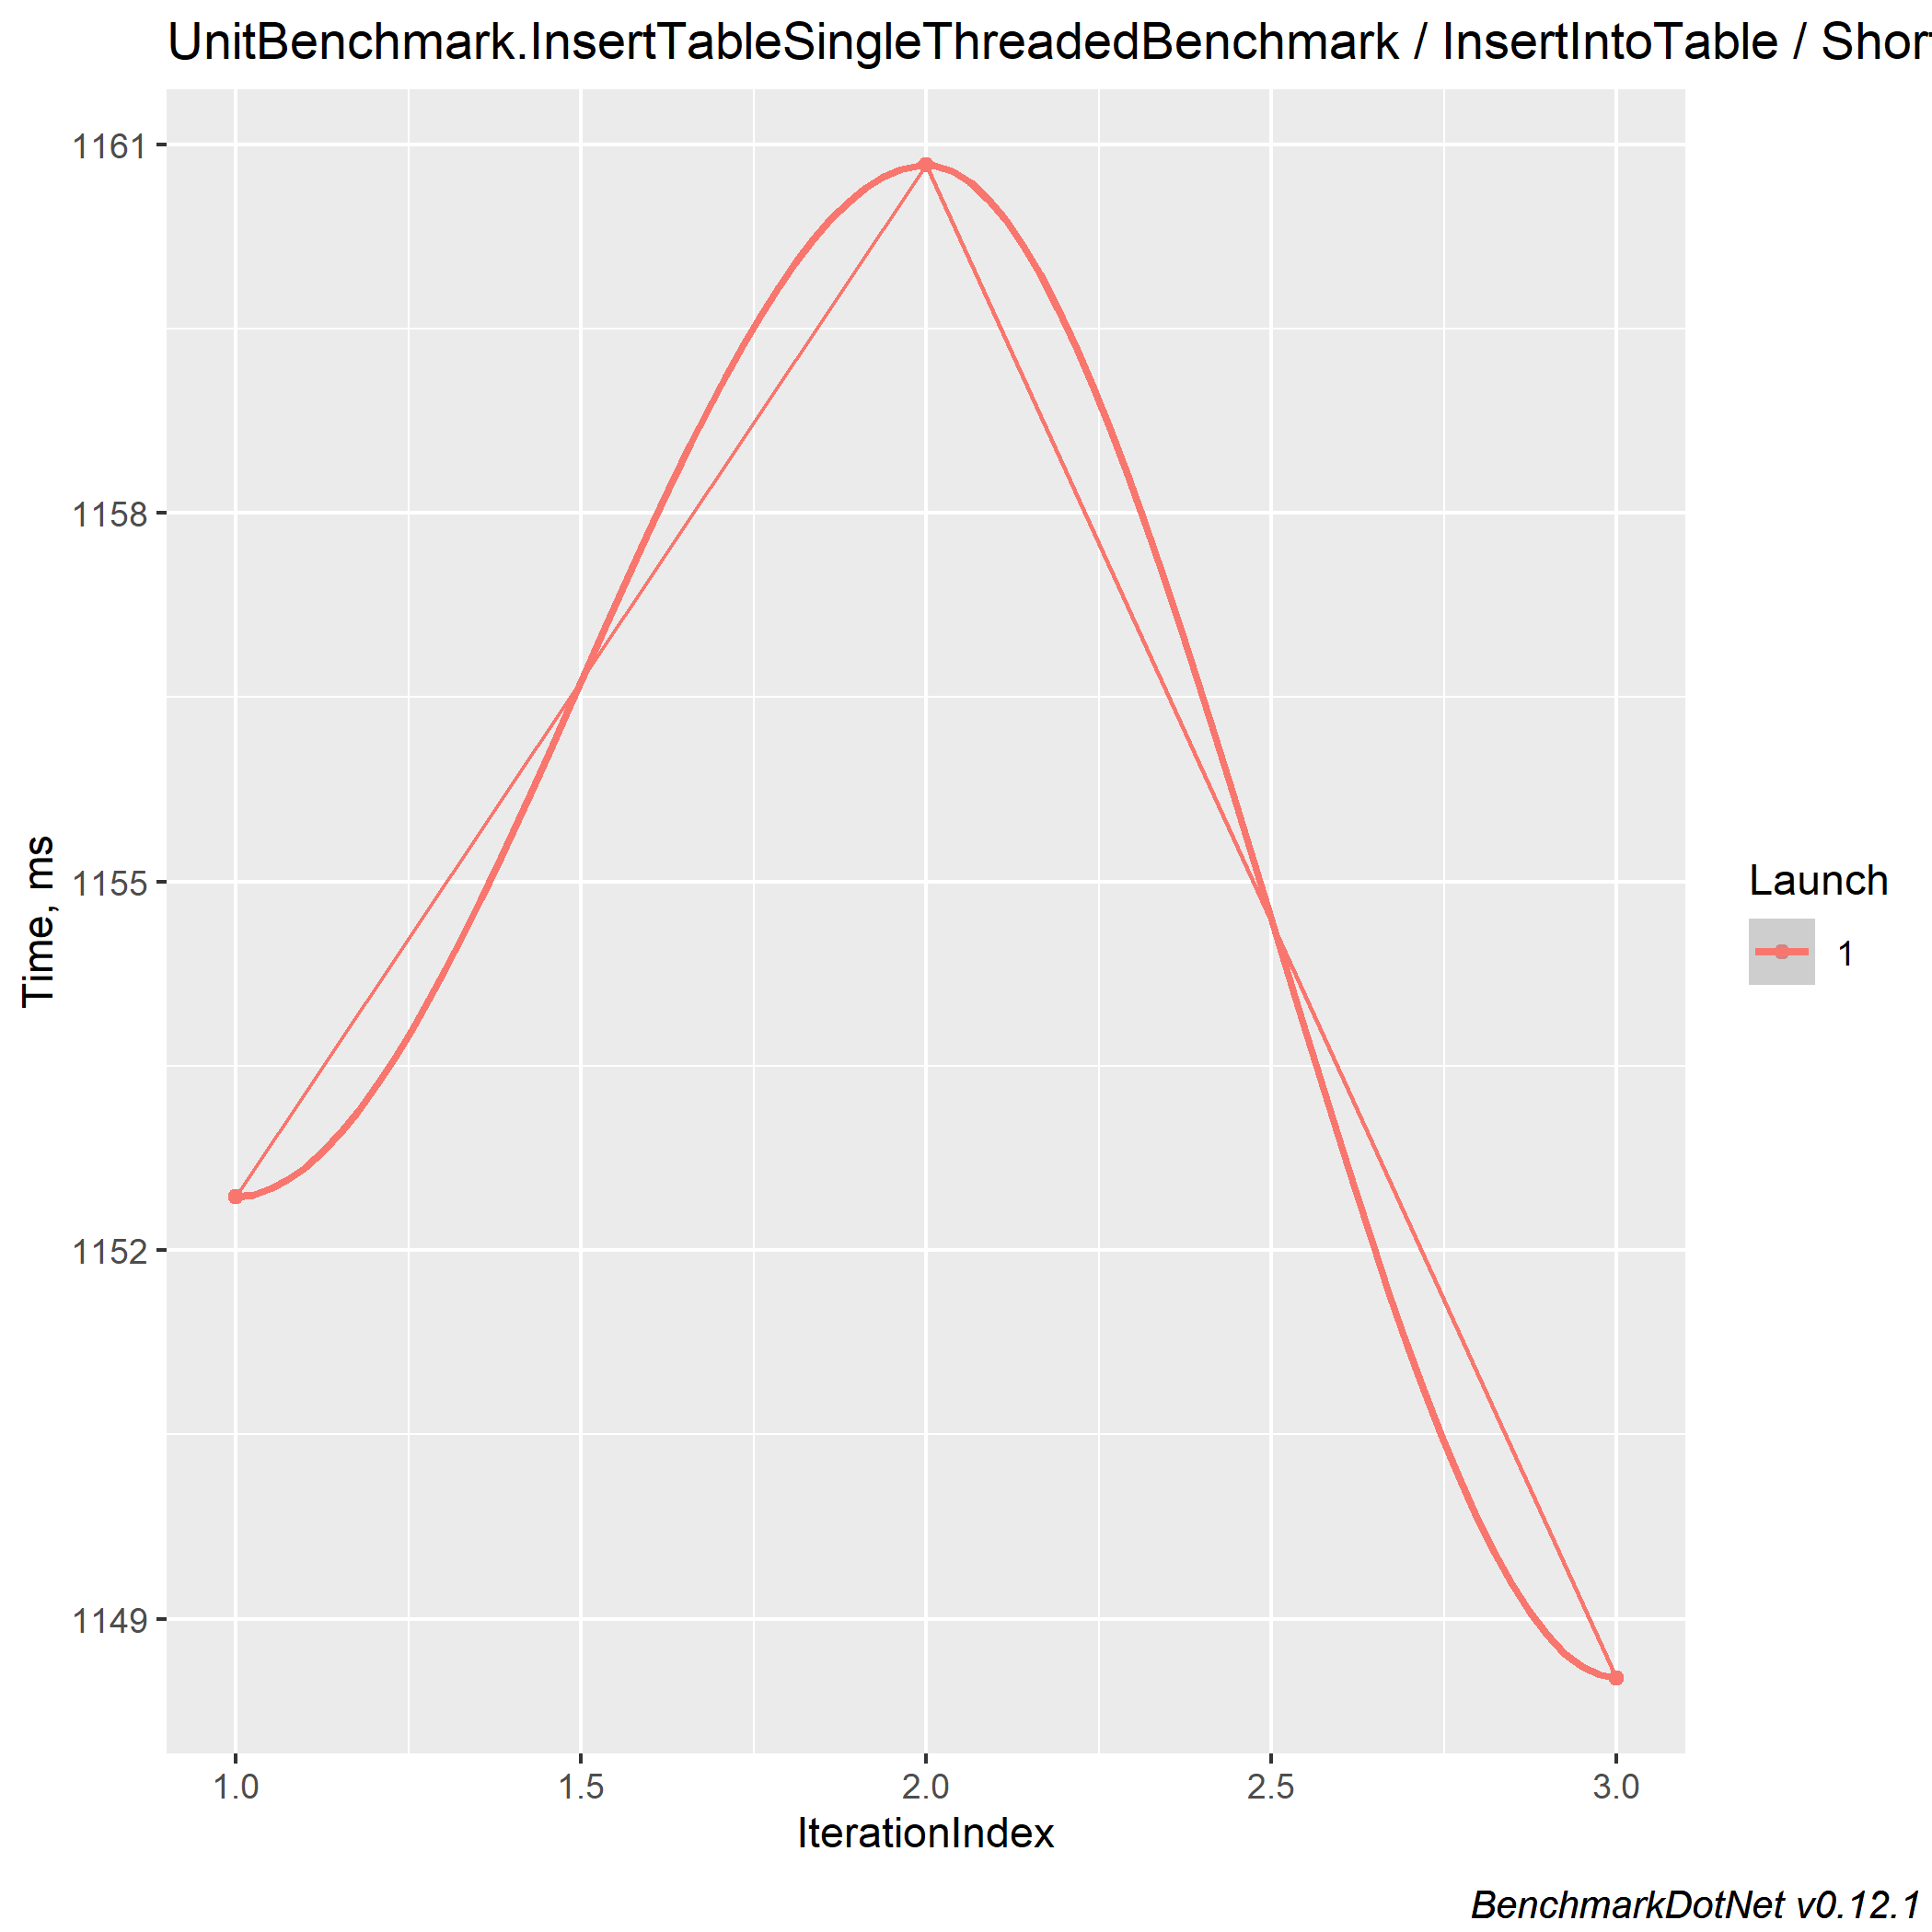 UnitBenchmark.InsertTableSingleThreadedBenchmark / InsertIntoTable / Shor
1161
1158
1155
1152
1149
Time, ms
1.0 1.5 2.0 2.5 3.0
IterationIndex
Launch
1
BenchmarkDotNet v0.12.1